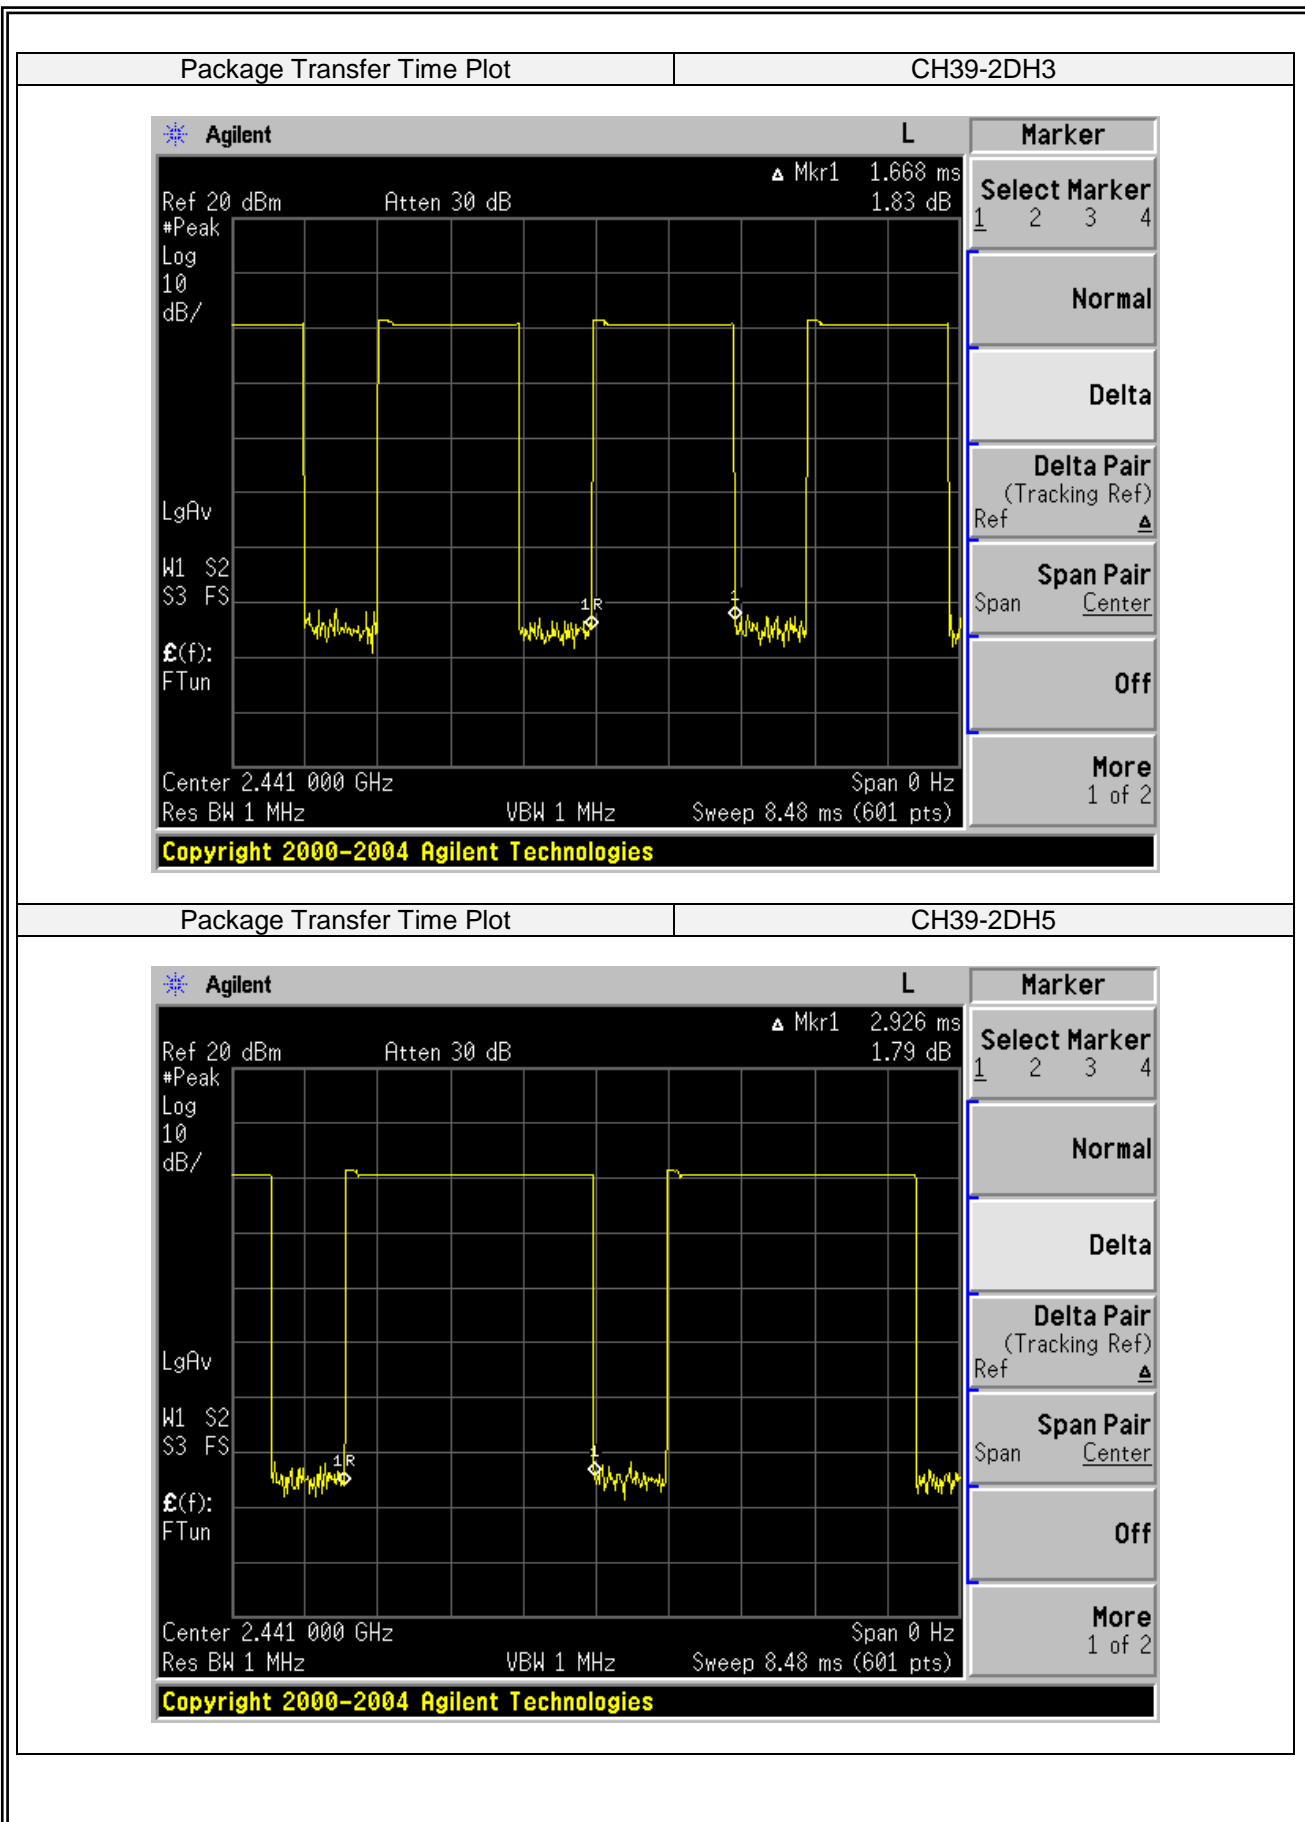 Package Transfer Time Plot CH39-2DH3
Agilent L Marker
Δ Mkr1 1.668 ms
Ref 20 dBm Atten 30 dB 1.83 dB
#Peak
Log
10
dB/
LgAv
W1 S2
S3 FS
£(f):
FTun
1R
1
Center 2.441 000 GHz Span 0 Hz
Res BW 1 MHz VBW 1 MHz Sweep 8.48 ms (601 pts)
Copyright 2000-2004 Agilent Technologies
Select Marker
1 2 3 4
Normal
Delta
Delta Pair
(Tracking Ref)
Ref Δ
Span Pair
Span Center
Off
More
1 of 2
Package Transfer Time Plot CH39-2DH5
Agilent L Marker
Δ Mkr1 2.926 ms
Ref 20 dBm Atten 30 dB 1.79 dB
#Peak
Log
10
dB/
LgAv
W1 S2
S3 FS
£(f):
FTun
1R
1
Center 2.441 000 GHz Span 0 Hz
Res BW 1 MHz VBW 1 MHz Sweep 8.48 ms (601 pts)
Copyright 2000-2004 Agilent Technologies
Select Marker
1 2 3 4
Normal
Delta
Delta Pair
(Tracking Ref)
Ref Δ
Span Pair
Span Center
Off
More
1 of 2